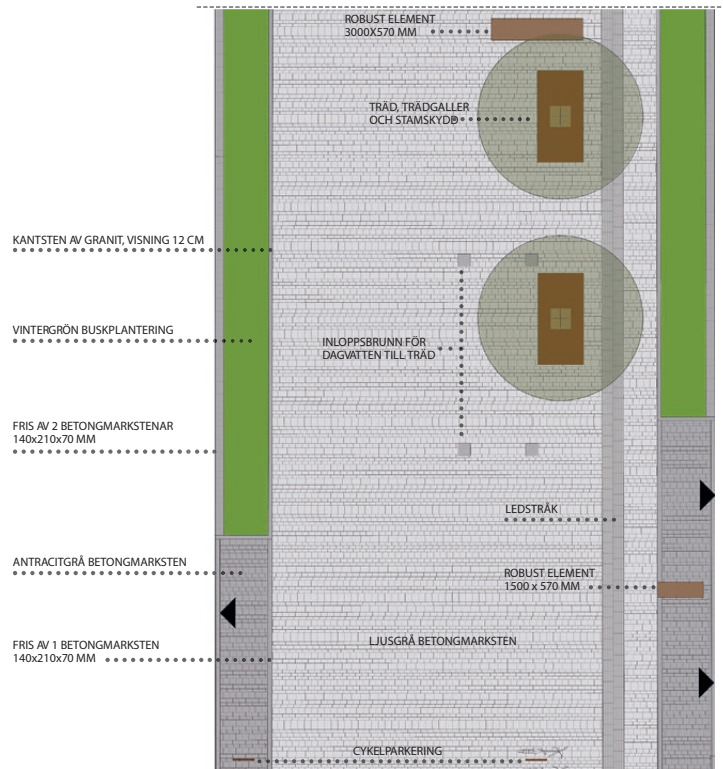 ROBUST ELEMENT
3000X570 MM
TRÄD, TRÄDGALLER
OCH STAMSKYDD
KANTSTEN AV GRANIT, VISNING 12 CM
VINTERGRÖN BUSKPLANTERING
INLOPPSBRUNN FÖR
DAGVATTEN TILL TRÄD
FRIS AV 2 BETONGMARKSTENAR
140x210x70 MM
LEDSTRÅK
ANTRACITGRÅ BETONGMARKSTEN
ROBUST ELEMENT
1500 x 570 MM
FRIS AV 1 BETONGMARKSTEN
140x210x70 MM
LJUSGRÅ BETONGMARKSTEN
CYKELPARKERING